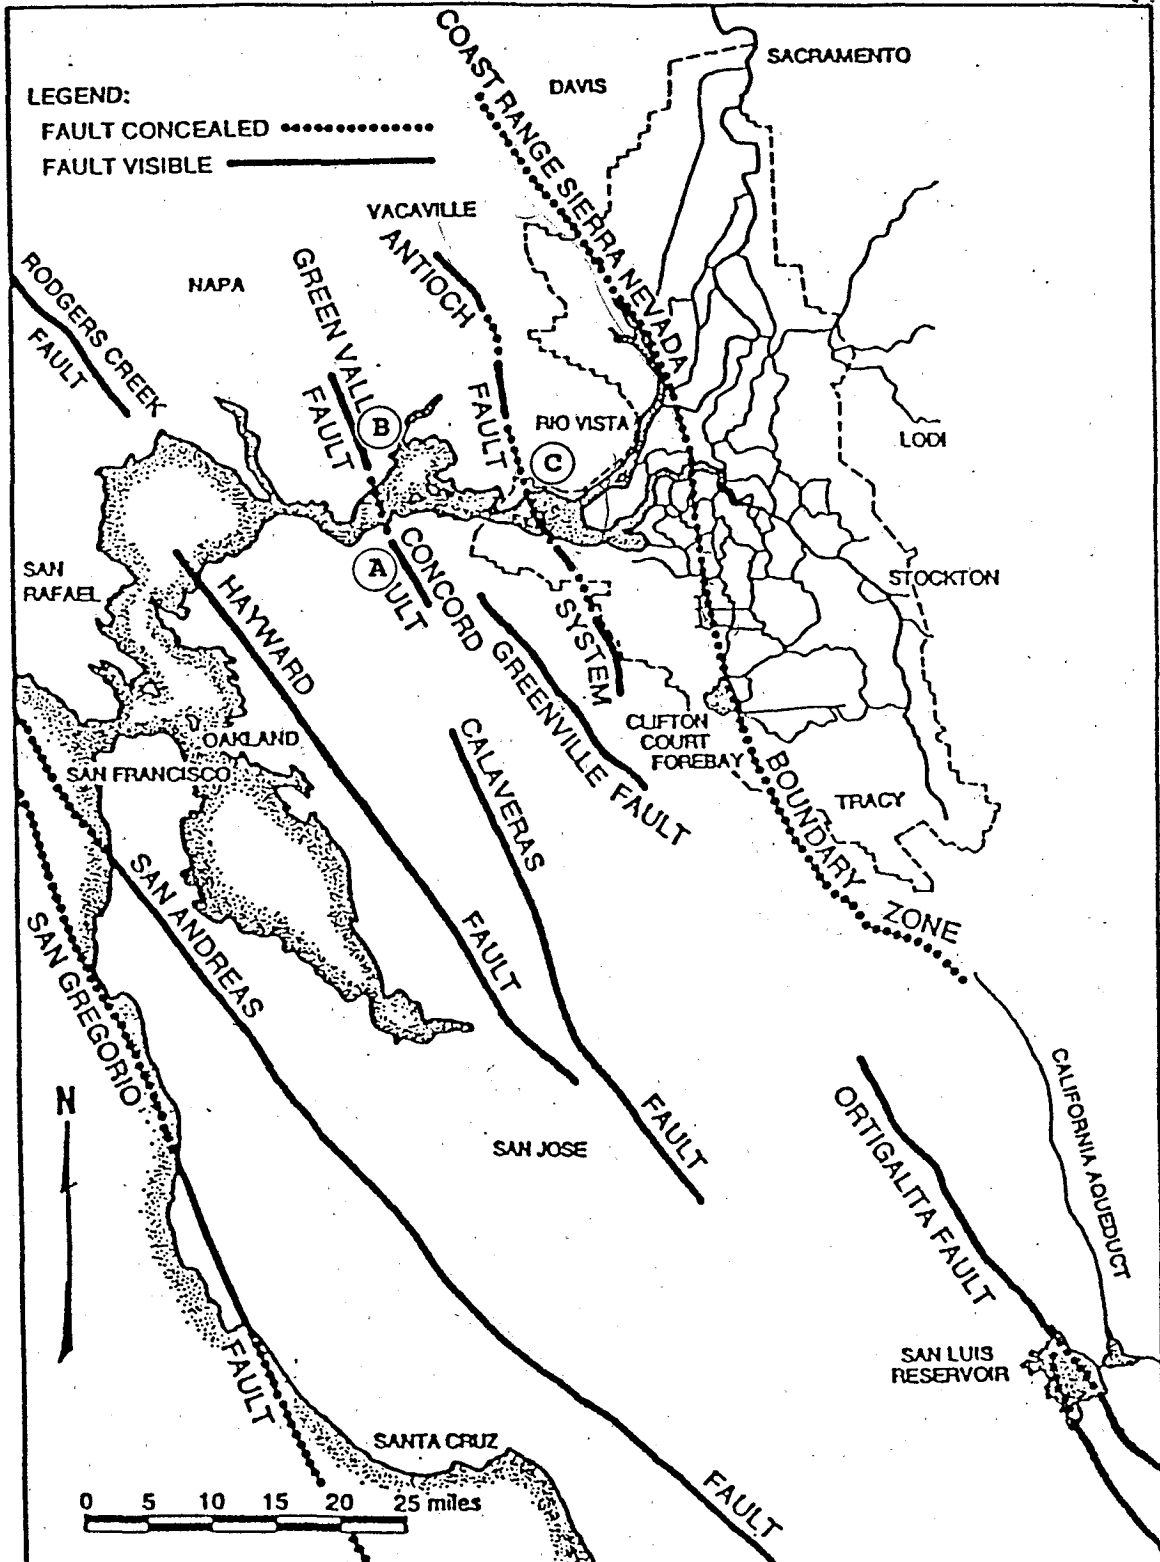 COAST RANGE SIERRA NEVADA
SACRAMENTO
DAVIS
LEGEND:
FAULT CONCEALED
FAULT VISIBLE
VACAVILLE
ANTIOCH
FAULT
SYSTEM
NAPA
GREEN VALL
FAULT
RODGERS CREEK
FAULT
B
RIO VISTA
C
LODI
SAN
RAFAEL
HAYWARD
FAULT
A
CONCORD
ULT
STOCKTON
GREENVILLE FAULT
CLIFTON
COURT
FOREBAY
CALAVERAS
FAULT
OAKLAND
SAN FRANCISCO
BOUNDARY
ZONE
TRACY
SAN ANDREAS
FAULT
SAN GREGORIO
FAULT
N
SAN JOSE
ORTIGALITA FAULT
CALIFORNIA AQUEDUCT
SAN LUIS
RESERVOIR
SANTA CRUZ
0 5 10 15 20 25 miles